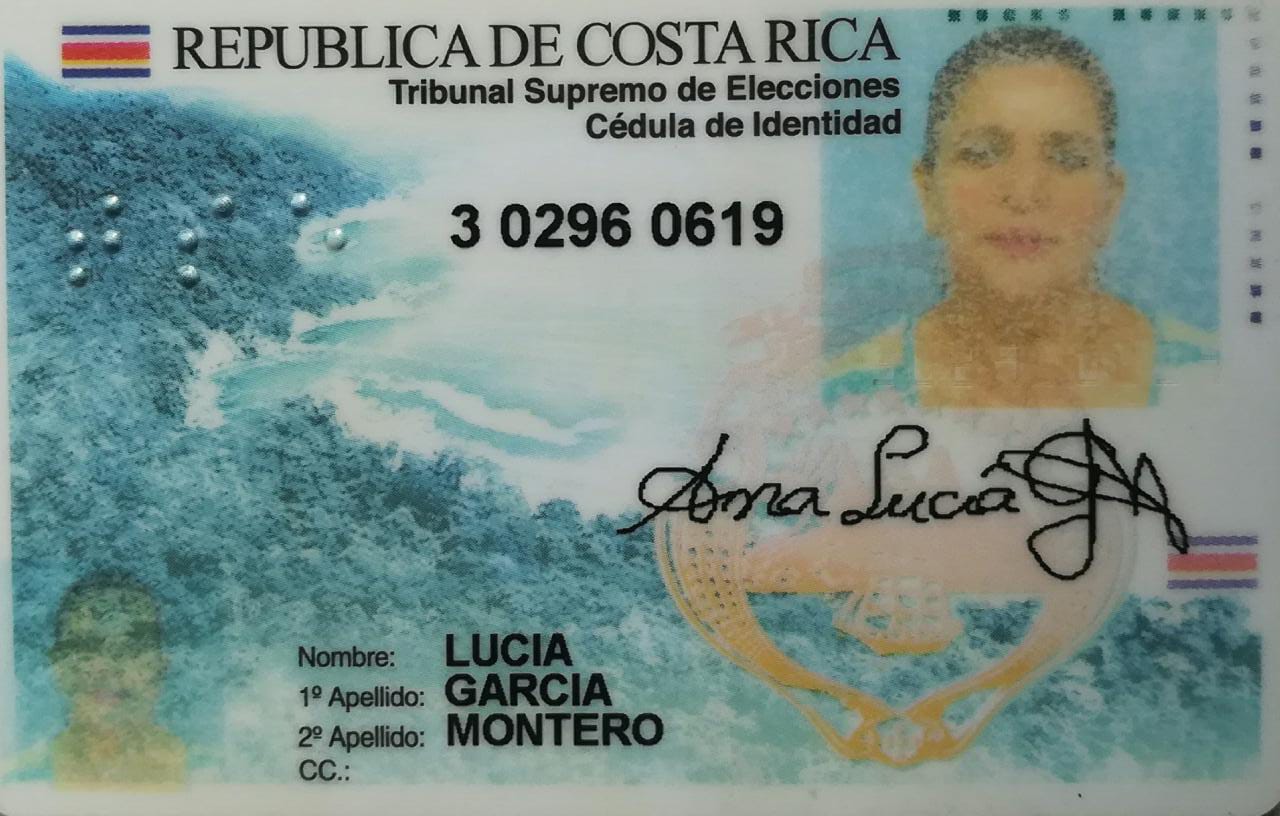 REPUBLICA DE COSTA RICA
Tribunal Supremo de Elecciones
Cédula de Identidad
3 0296 0619
Ana Lucia GM
Nombre: LUCIA
1º Apellido: GARCIA
2º Apellido: MONTERO
CC.: